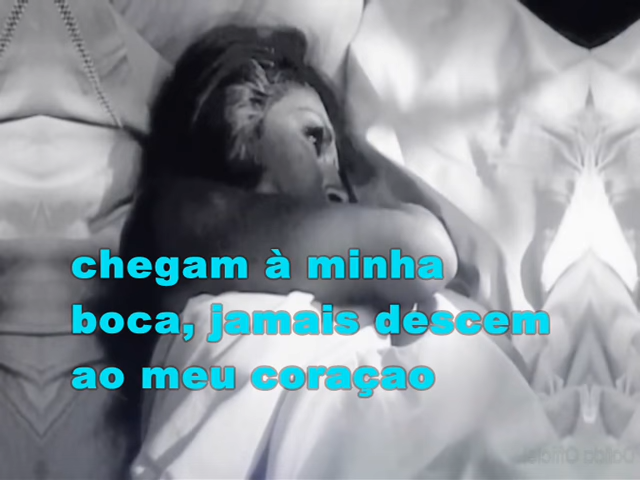 chegam à minha
boca, jamais descem
ao meu coraçao